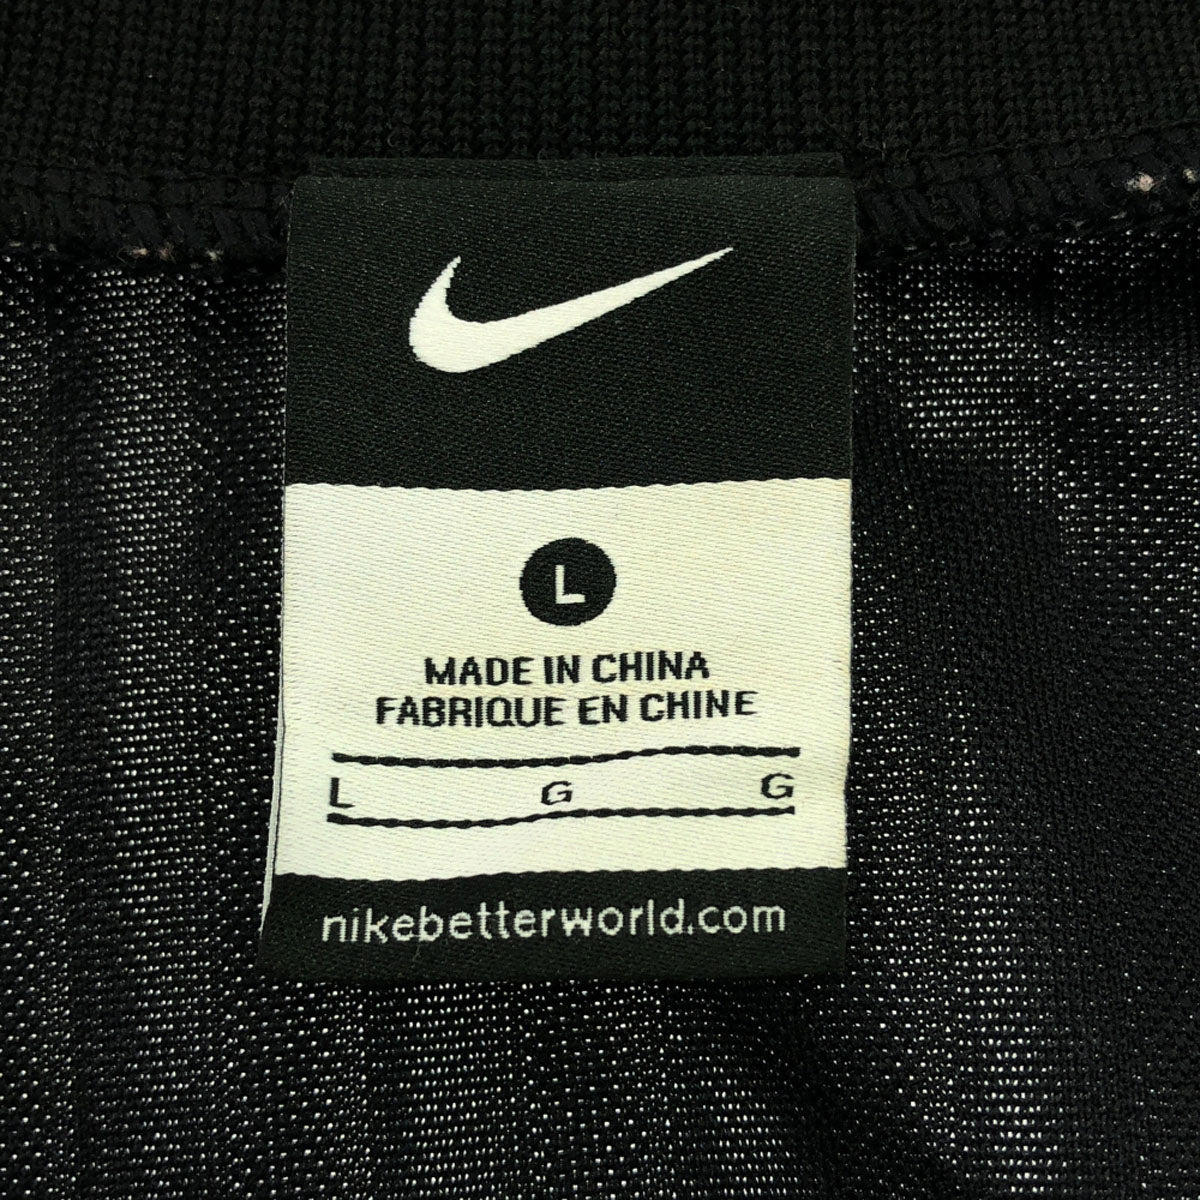 L
MADE IN CHINA
FABRIQUE EN CHINE
L G G
nikebetterworld.com